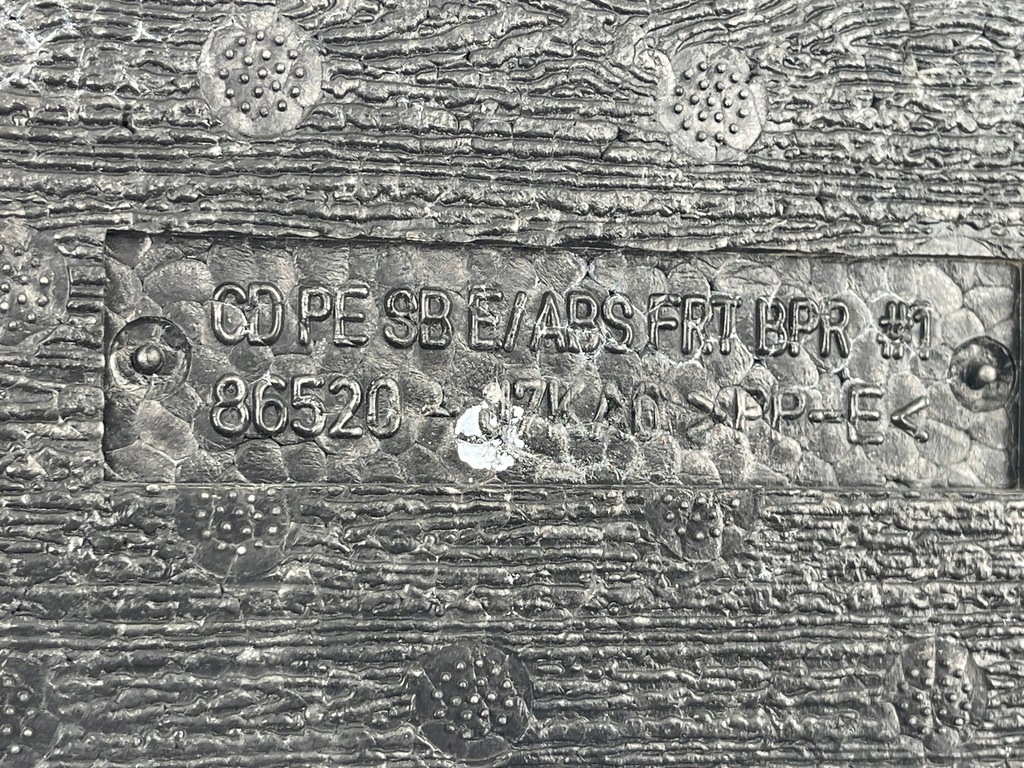 CD PE SB E/ABS FRT BPR #1
86520 - >PP-E<